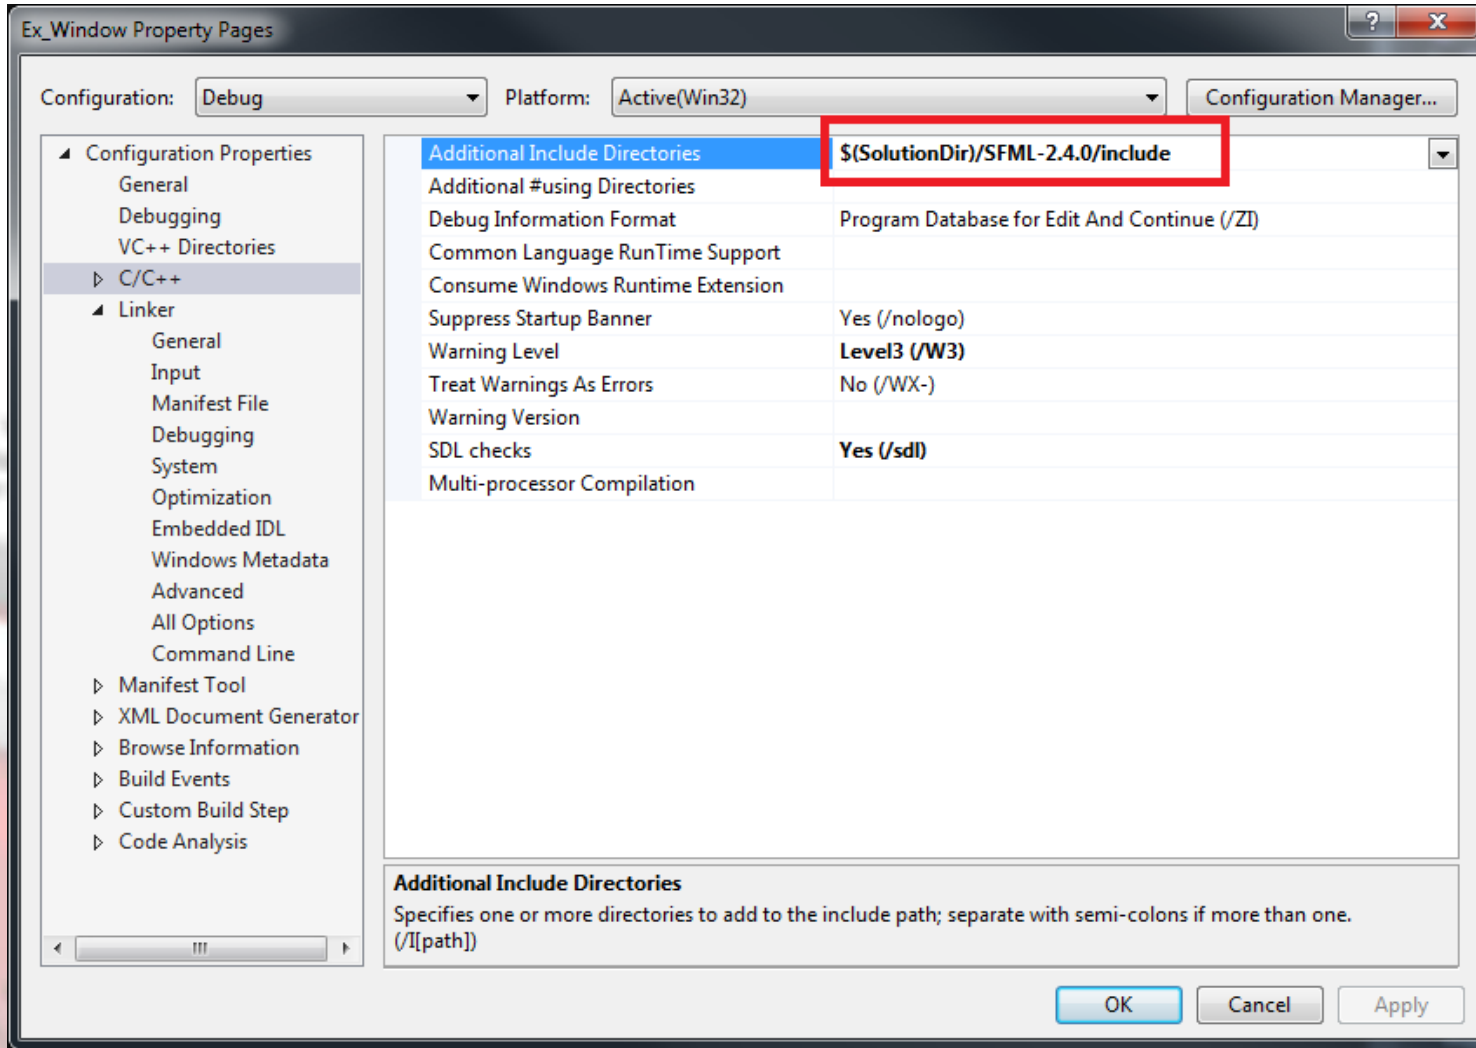 Ex_Window Property Pages
?
X
Configuration: Debug Platform: Active(Win32) Configuration Manager...
Configuration Properties
General
Debugging
VC++ Directories
C/C++
Linker
General
Input
Manifest File
Debugging
System
Optimization
Embedded IDL
Windows Metadata
Advanced
All Options
Command Line
Manifest Tool
XML Document Generator
Browse Information
Build Events
Custom Build Step
Code Analysis
Additional Include Directories $(SolutionDir)/SFML-2.4.0/include
Additional #using Directories
Debug Information Format Program Database for Edit And Continue (/ZI)
Common Language RunTime Support
Consume Windows Runtime Extension
Suppress Startup Banner Yes (/nologo)
Warning Level Level3 (/W3)
Treat Warnings As Errors No (/WX-)
Warning Version
SDL checks Yes (/sdl)
Multi-processor Compilation
Additional Include Directories
Specifies one or more directories to add to the include path; separate with semi-colons if more than one.
(/I[path])
OK Cancel Apply